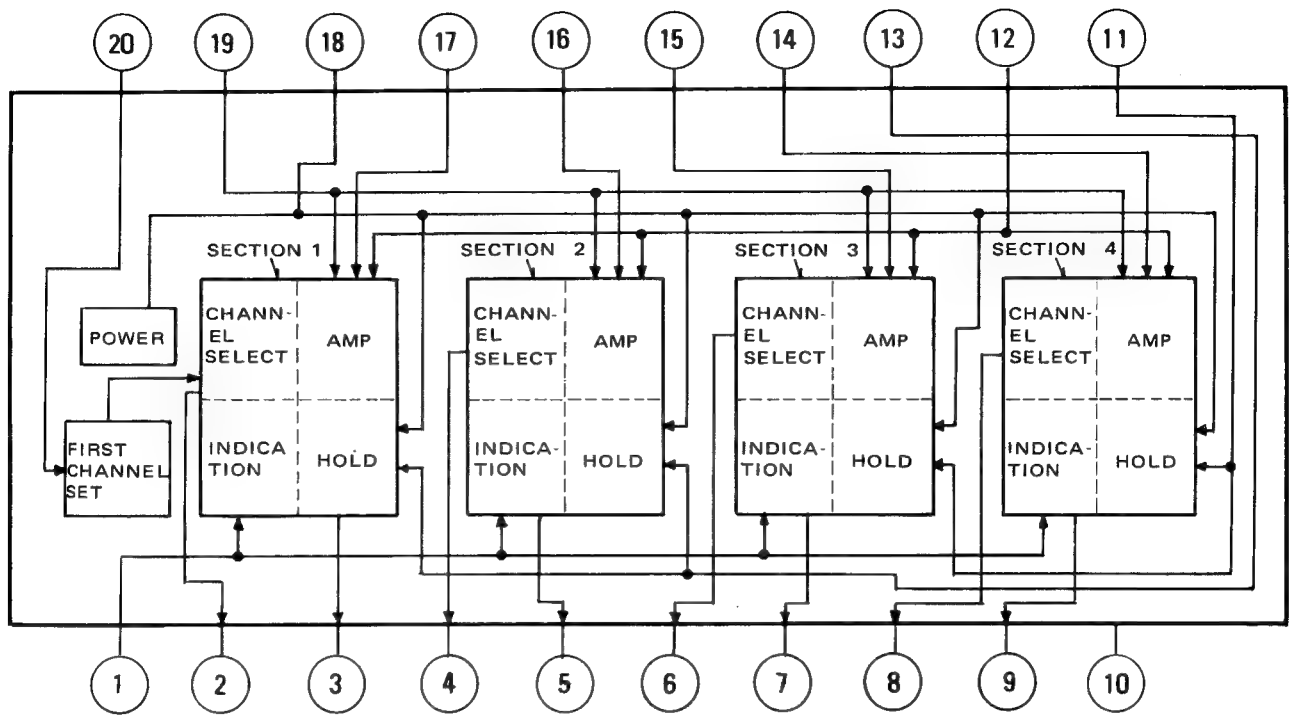 20 19 18 17 16 15 14 13 12 11
SECTION 1
SECTION 2
SECTION 3
SECTION 4
POWER
FIRST
CHANNEL
SET
CHANN-
EL
SELECT
AMP
INDICA
TION
HOLD
CHANN-
EL
SELECT
AMP
INDICA-
TION
HOLD
CHANN-
EL
SELECT
AMP
INDICA-
TION
HOLD
CHANN-
EL
SELECT
AMP
INDICA-
TION
HOLD
1 2 3 4 5 6 7 8 9 10